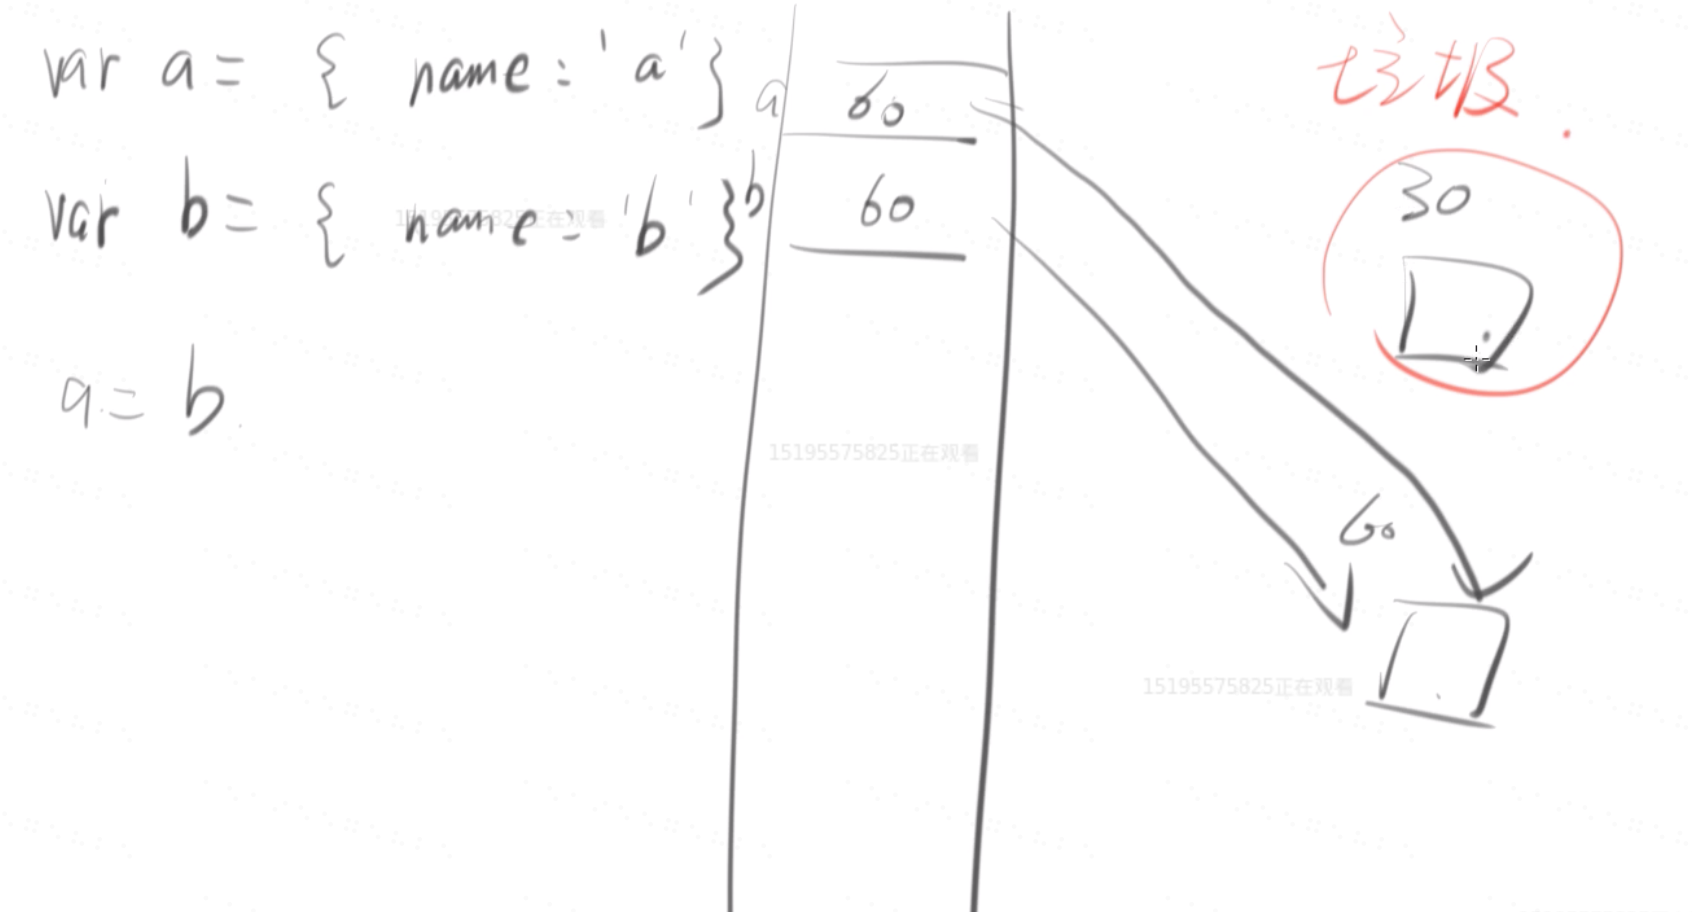 var a = { name: 'a' }
a
60
垃圾.
var b = { name: 'b' }
b
60
30
15195575825正在观看
a = b
15195575825正在观看
60
15195575825正在观看